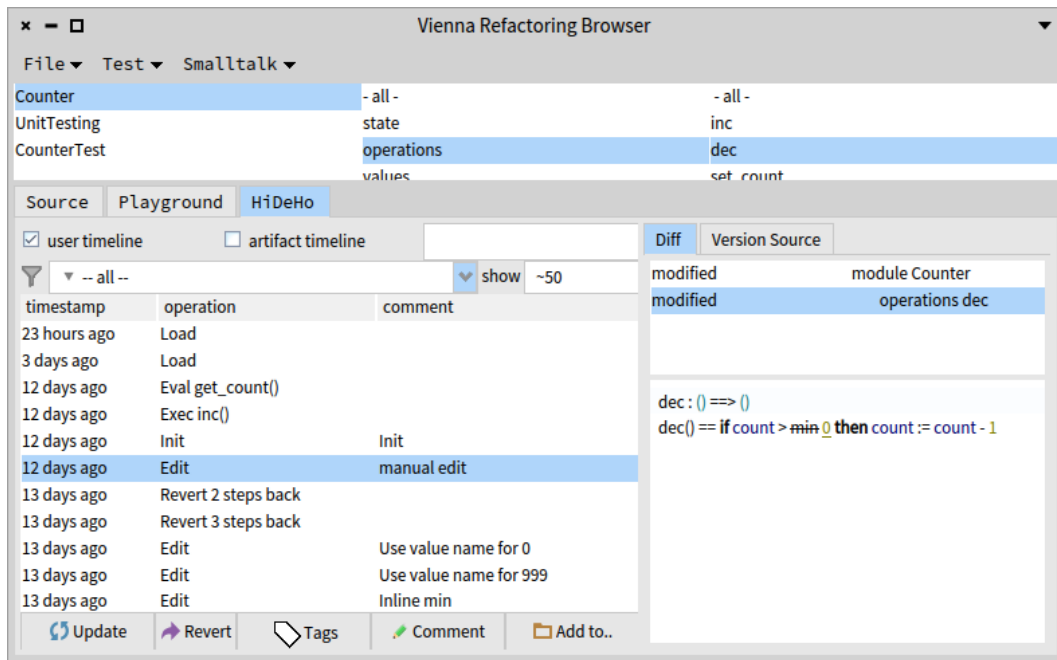 Vienna Refactoring Browser
File Test Smalltalk
Counter - all - - all -
UnitTesting state inc
CounterTest operations dec
values set_count
Source Playground HiDeHo
user timeline artifact timeline Diff Version Source
-- all -- show ~50 modified module Counter
timestamp operation comment modified operations dec
23 hours ago Load
3 days ago Load
12 days ago Eval get_count()
12 days ago Exec inc() dec : () ==> ()
12 days ago Init Init dec() == if count > min 0 then count := count - 1
12 days ago Edit manual edit
13 days ago Revert 2 steps back
13 days ago Revert 3 steps back
13 days ago Edit Use value name for 0
13 days ago Edit Use value name for 999
13 days ago Edit Inline min
Update Revert Tags Comment Add to..